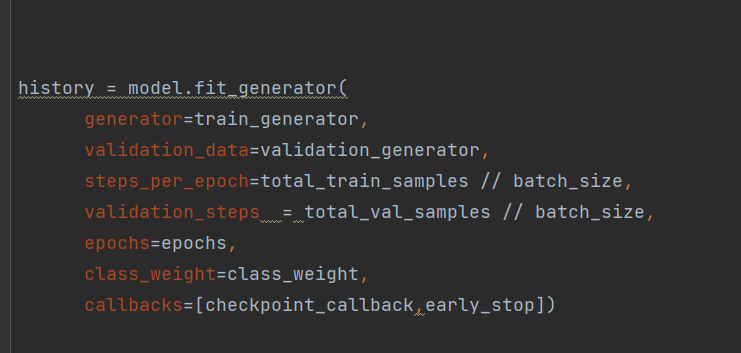 history = model.fit_generator(
generator=train_generator,
validation_data=validation_generator,
steps_per_epoch=total_train_samples // batch_size,
validation_steps  = total_val_samples // batch_size,
epochs=epochs,
class_weight=class_weight,
callbacks=[checkpoint_callback,early_stop])